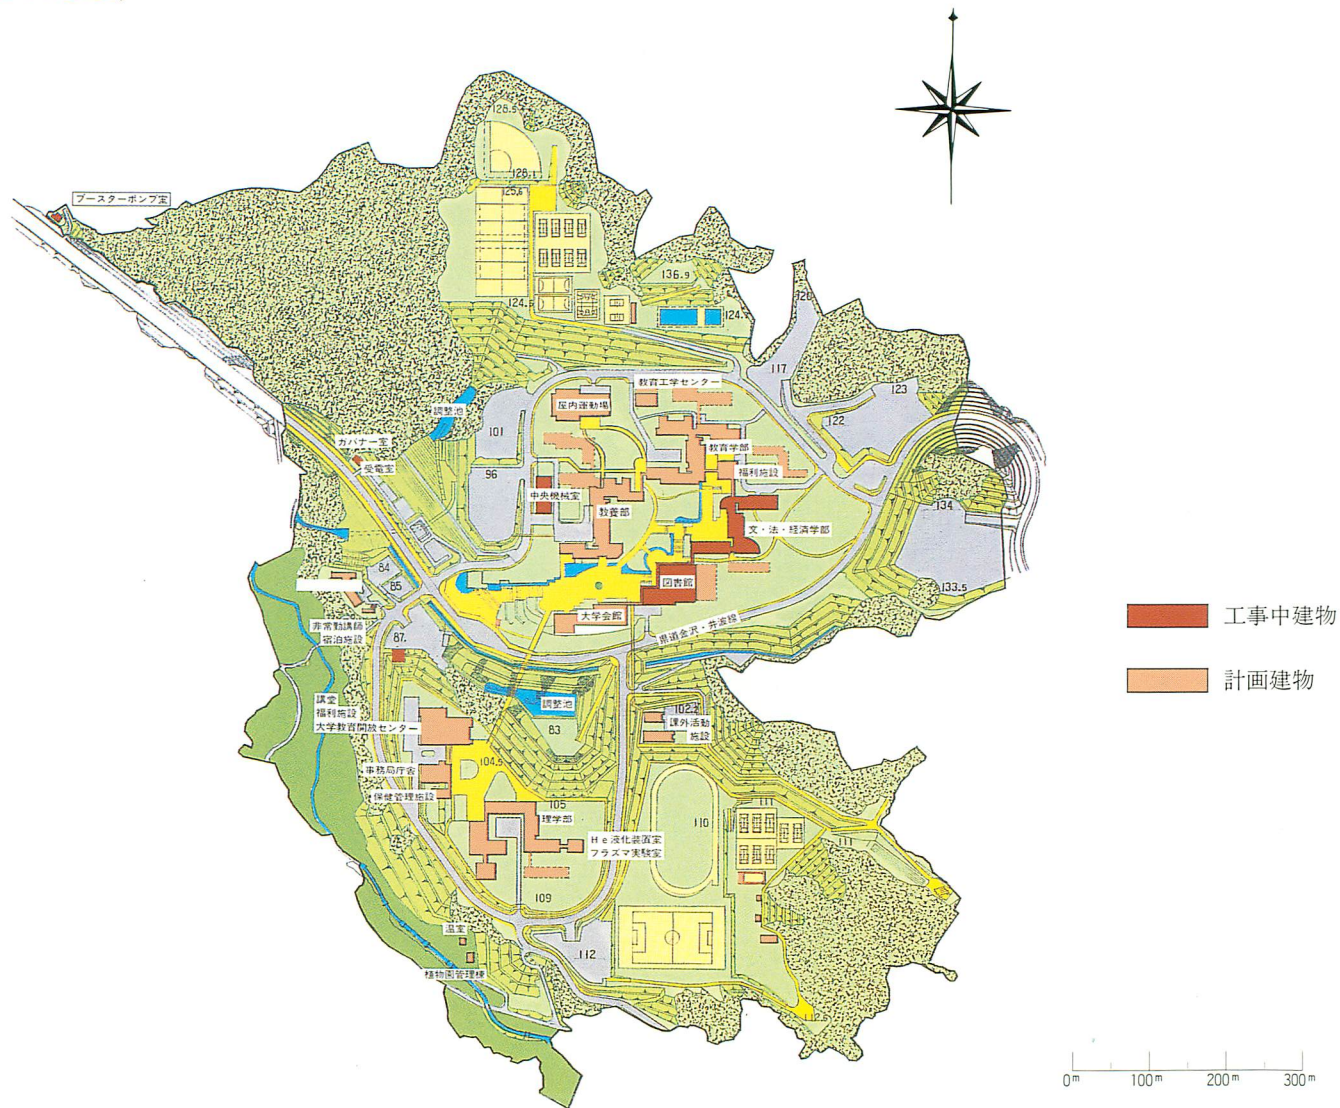 ブースターポンプ室
128.5
128.1
125.6
136.9
124.
124.
120
117
123
122
教育工学センター
屋内運動場
調整池
101
ガバナー室
受電室
96
教育学部
福利施設
中央機械室
教養部
文・法・経済学部
134
133.5
図書館
大学会館
県道金沢・井波線
84
85
非常勤講師
宿泊施設
87.
調整池
83
102.2
課外活動
施設
講堂
福利施設
大学教育開放センター
事務局庁舎
保健管理施設
104.5
105
理学部
He液化装置室
プラズマ実験室
110
111
111
109
112
温室
植物園管理棟
工事中建物
計画建物
0m 100m 200m 300m